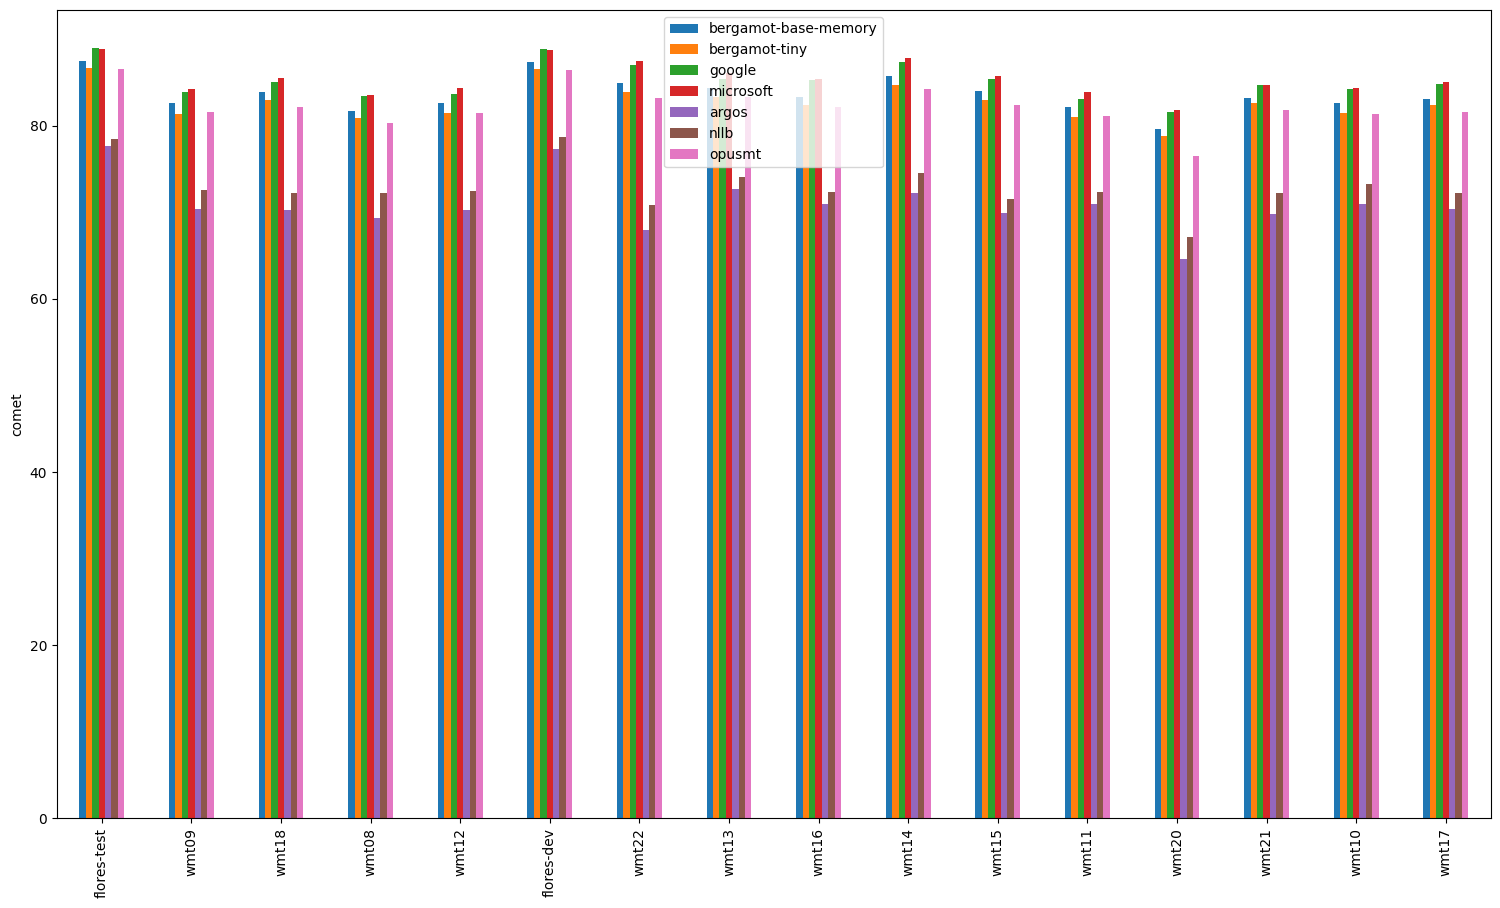 bergamot-base-memory
bergamot-tiny
google
microsoft
argos
nllb
opusmt
comet
80
60
40
20
0
flores-test
wmt09
wmt18
wmt08
wmt12
flores-dev
wmt22
wmt13
wmt16
wmt14
wmt15
wmt11
wmt20
wmt21
wmt10
wmt17